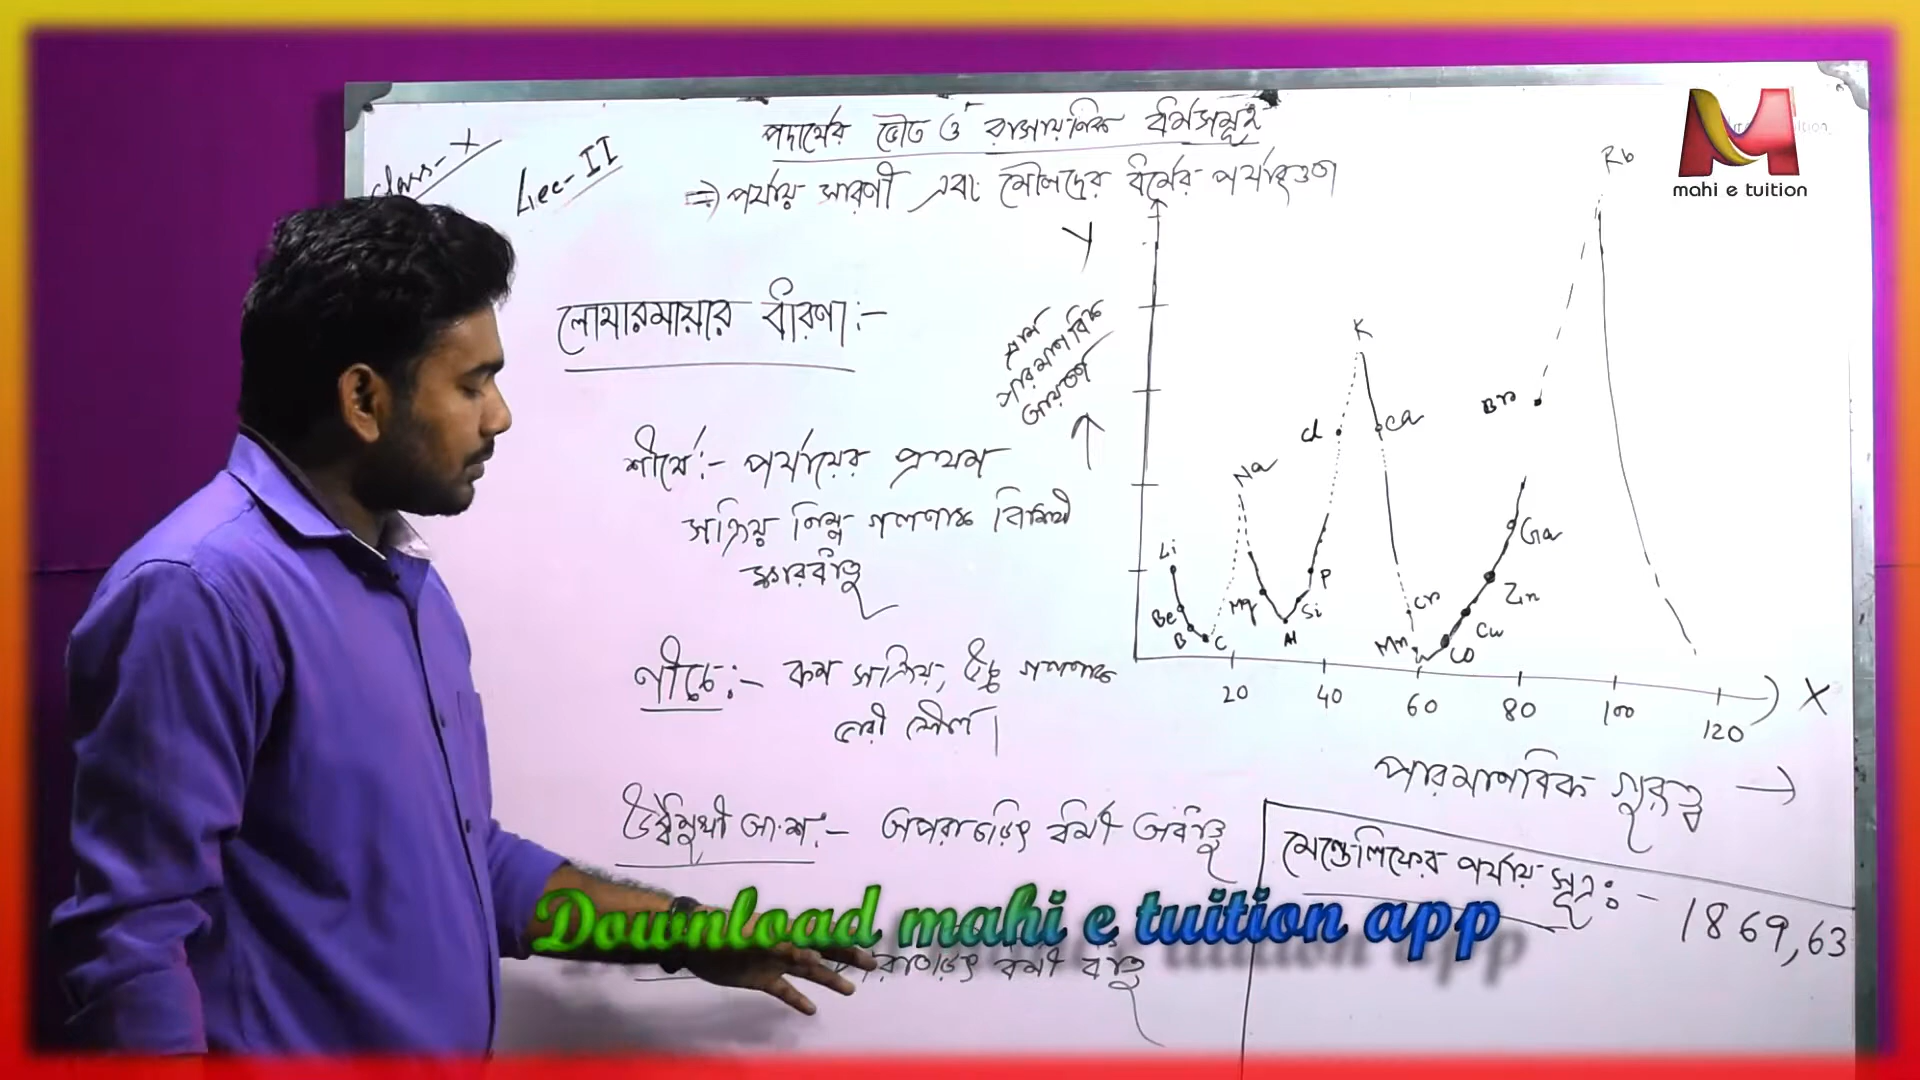 Class-X
Lec-II
পদার্থের ভৌত ও রাসায়নিক ধর্মসমূহ
⇒ পর্যায় সারণী এবং মৌলদের ধর্মের পর্যাবৃত্ততা
লোথারমায়ার ধারণা:-
শীর্ষে:- পর্যায়ের প্রথম
সক্রিয় নিম্ন গলনাঙ্ক বিশিষ্ট
ক্ষারধাতু
নীচে:- কম সক্রিয়, উচ্চ গলনাঙ্ক
মৌল।
ঊর্ধ্বমুখী অংশ:- অপরাতড়িৎ ধর্মী অধাতু
পরাতড়িৎ ধর্মী ধাতু
Y
পারমাণবিক
আয়তন
Li
Be
B
C
Na
Mg
Al
Si
P
Cl
K
Ca
Cr
Mn
CO
Cu
Zn
Ga
Br
Rb
20 40 60 80 100 120
X
পারমাণবিক গুরুত্ব →
মেন্ডেলিফের পর্যায় সূত্র:- 1869,63
Download mahi e tuition app
M
mahi e tuition